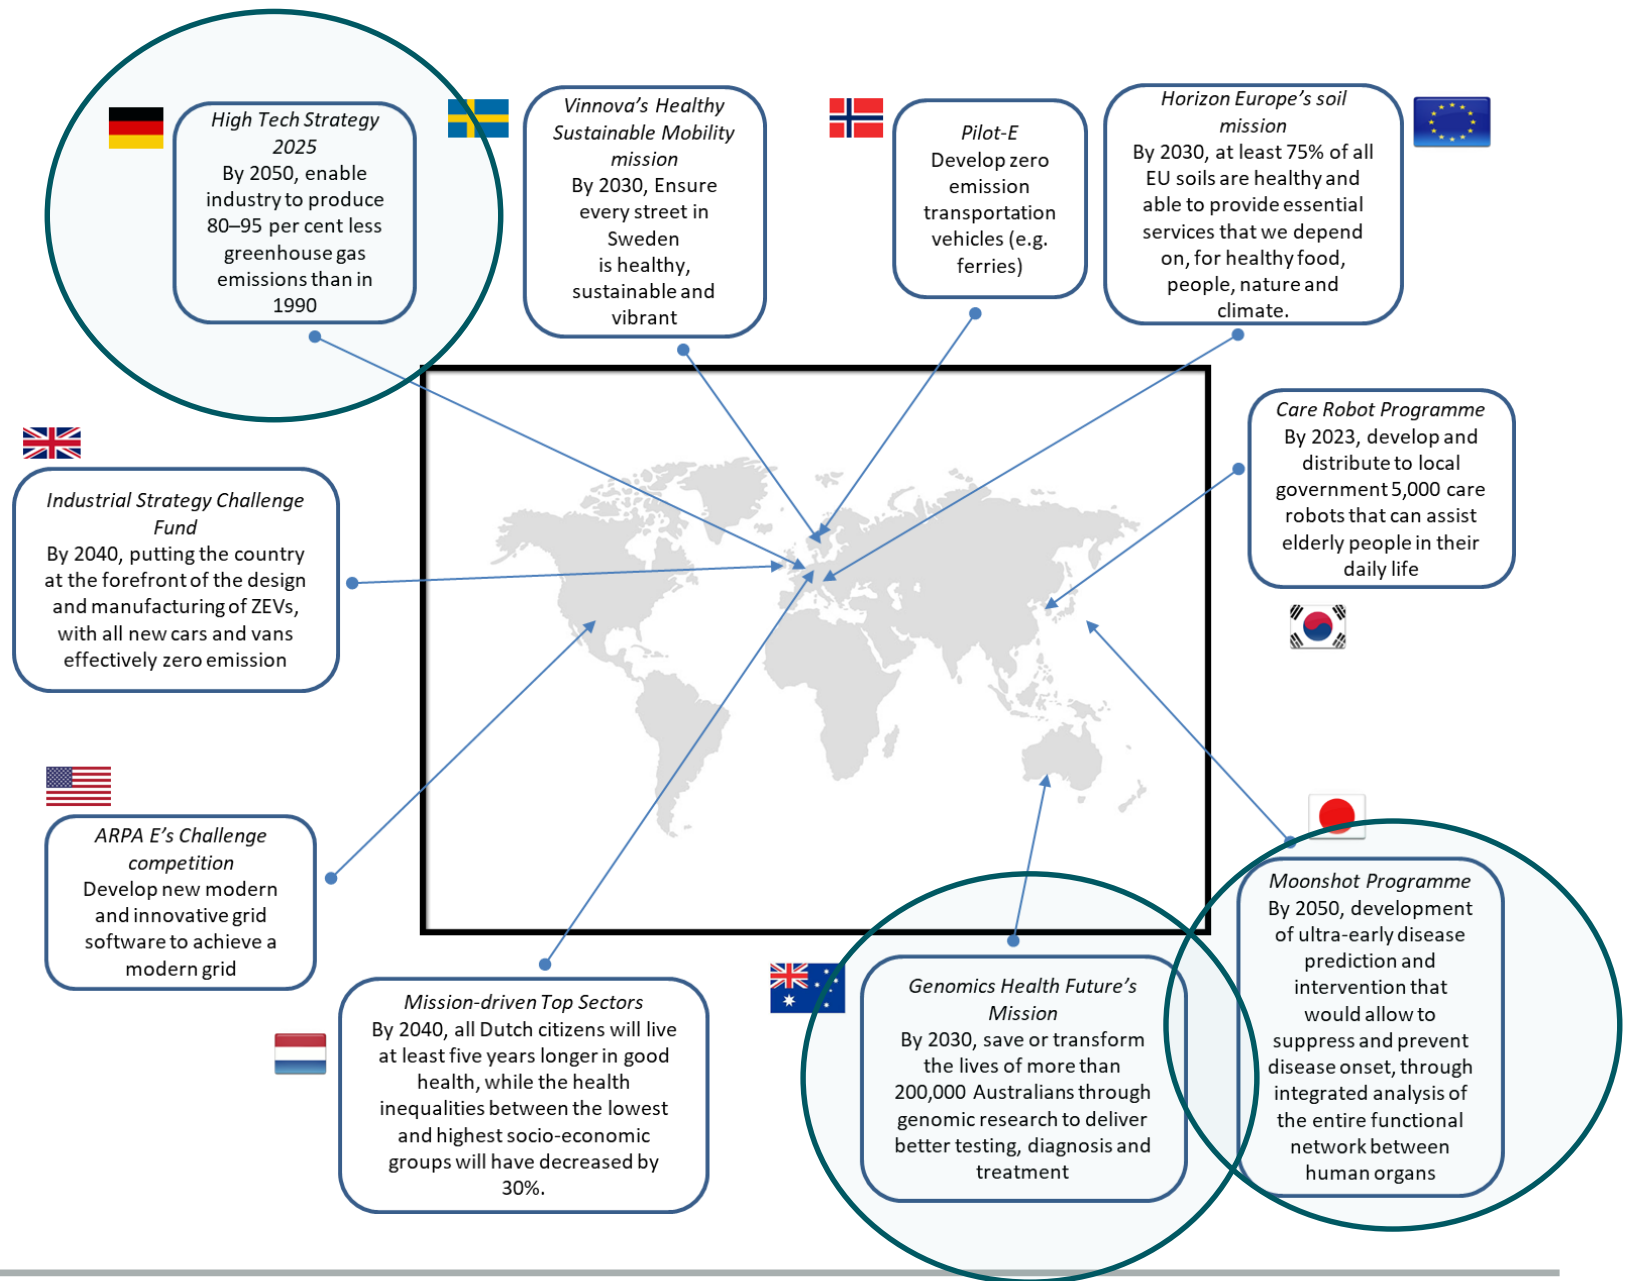 High Tech Strategy
2025
By 2050, enable
industry to produce
80–95 per cent less
greenhouse gas
emissions than in
1990
Vinnova’s Healthy
Sustainable Mobility
mission
By 2030, Ensure
every street in
Sweden
is healthy,
sustainable and
vibrant
Pilot-E
Develop zero
emission
transportation
vehicles (e.g.
ferries)
Horizon Europe’s soil
mission
By 2030, at least 75% of all
EU soils are healthy and
able to provide essential
services that we depend
on, for healthy food,
people, nature and
climate.
Industrial Strategy Challenge
Fund
By 2040, putting the country
at the forefront of the design
and manufacturing of ZEVs,
with all new cars and vans
effectively zero emission
Care Robot Programme
By 2023, develop and
distribute to local
government 5,000 care
robots that can assist
elderly people in their
daily life
ARPA E’s Challenge
competition
Develop new modern
and innovative grid
software to achieve a
modern grid
Mission-driven Top Sectors
By 2040, all Dutch citizens will live
at least five years longer in good
health, while the health
inequalities between the lowest
and highest socio-economic
groups will have decreased by
30%.
Genomics Health Future’s
Mission
By 2030, save or transform
the lives of more than
200,000 Australians through
genomic research to deliver
better testing, diagnosis and
treatment
Moonshot Programme
By 2050, development
of ultra-early disease
prediction and
intervention that
would allow to
suppress and prevent
disease onset, through
integrated analysis of
the entire functional
network between
human organs